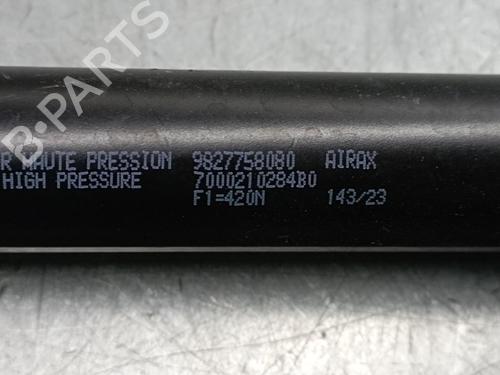 B-PARTS
R HAUTE PRESSION 9827758080 AIRAX
HIGH PRESSURE 7000210284B0
F1=420N 143/23